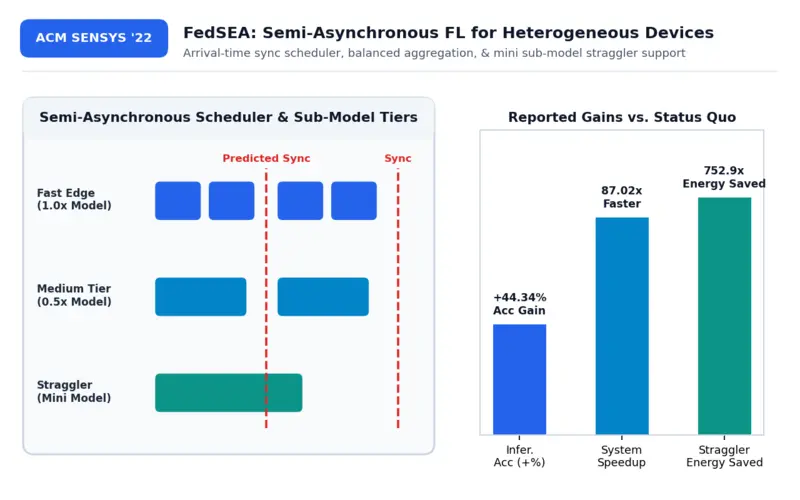 ACM SENSYS '22
FedSEA: Semi-Asynchronous FL for Heterogeneous Devices
Arrival-time sync scheduler, balanced aggregation, & mini sub-model straggler support
Semi-Asynchronous Scheduler & Sub-Model Tiers
Predicted Sync
Sync
Fast Edge
(1.0x Model)
Medium Tier
(0.5x Model)
Straggler
(Mini Model)
Reported Gains vs. Status Quo
+44.34%
Acc Gain
87.02x
Faster
752.9x
Energy Saved
Infer.
Acc (+%)
System
Speedup
Straggler
Energy Saved